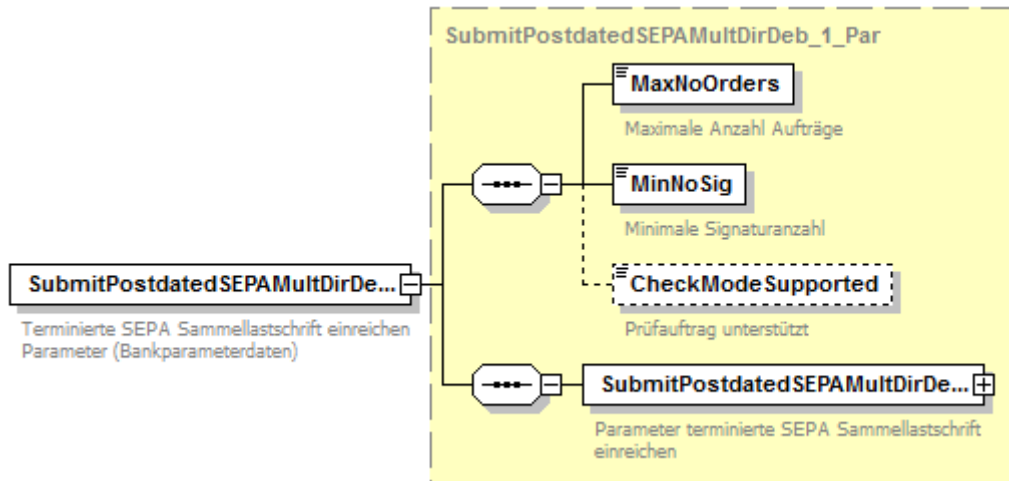 SubmitPostdatedSEPAMultDirDeb_1_Par
MaxNoOrders
Maximale Anzahl Aufträge
MinNoSig
Minimale Signaturanzahl
SubmitPostdatedSEPAMultDirDe...
Terminierte SEPA Sammellastschrift einreichen
Parameter (Bankparameterdaten)
CheckModeSupported
Prüfauftrag unterstützt
SubmitPostdatedSEPAMultDirDe...
Parameter terminierte SEPA Sammellastschrift
einreichen